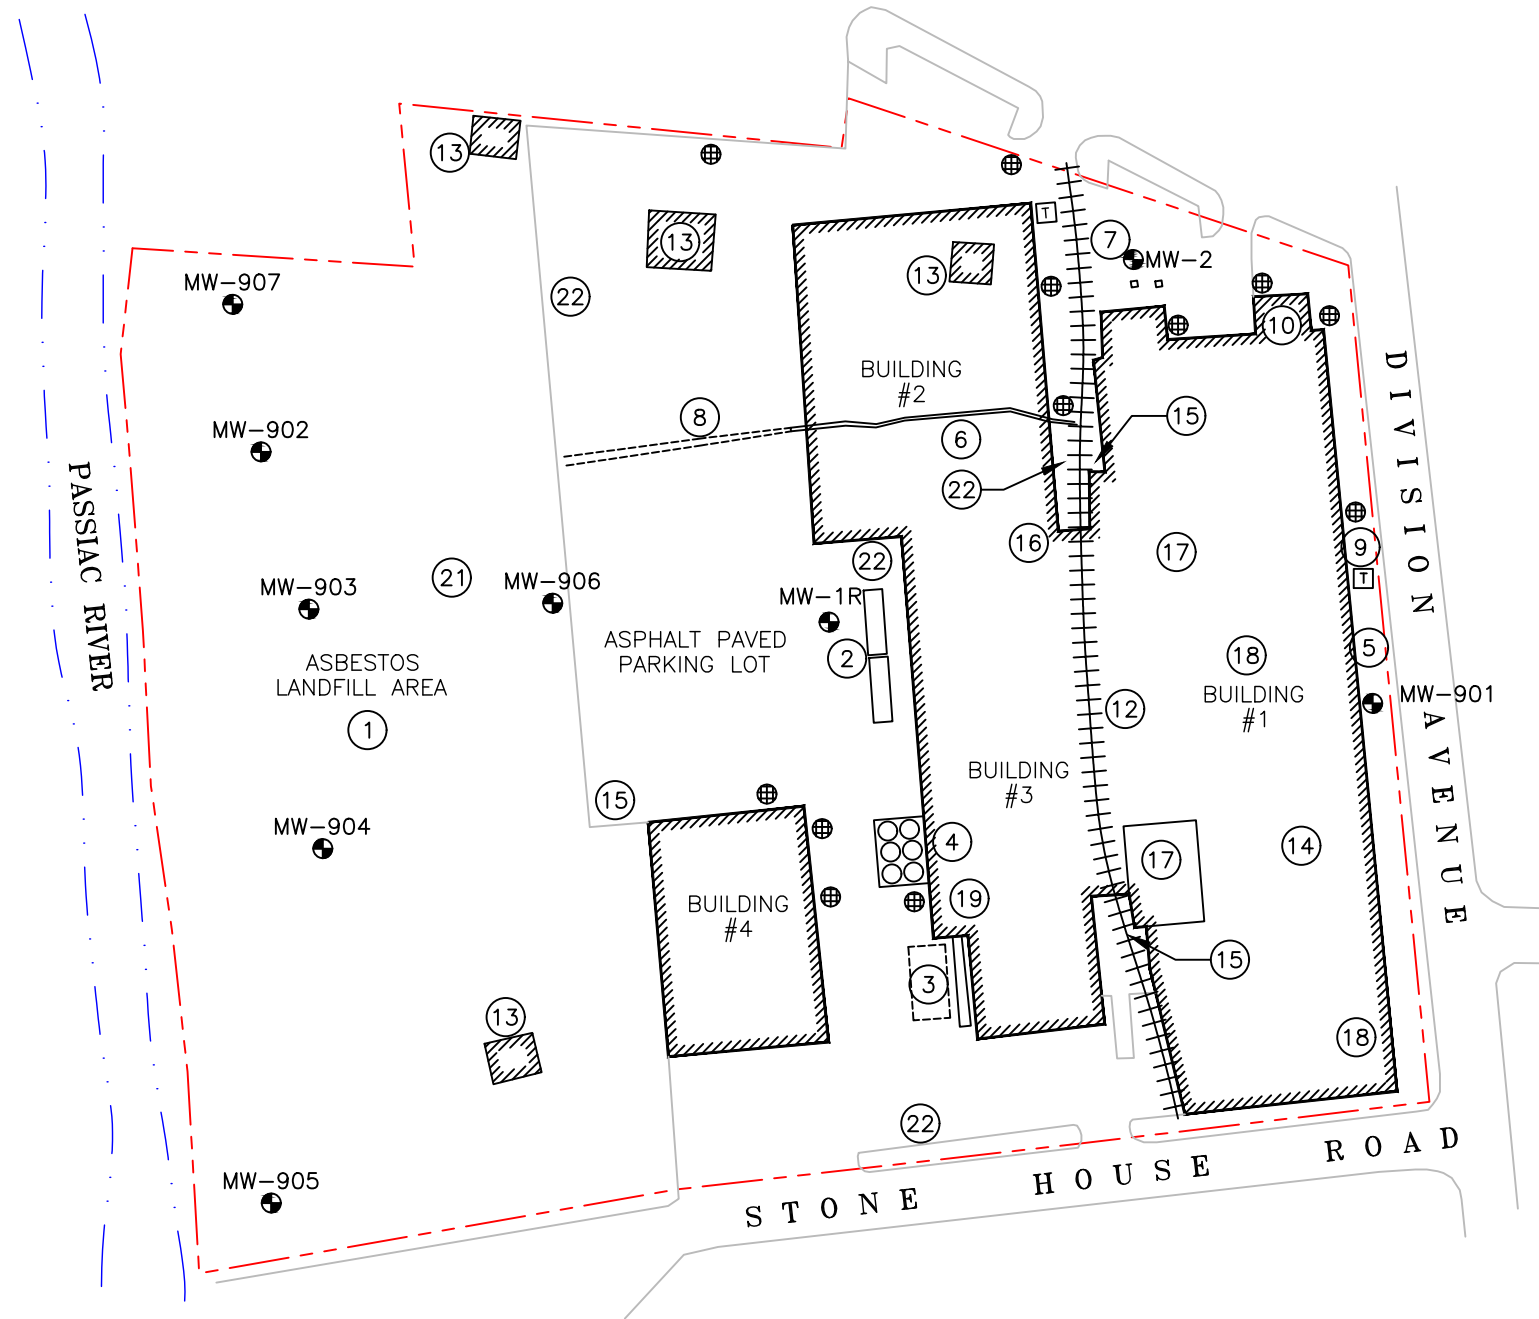 13
T
7
MW-2
13
13
MW-907
22
10
BUILDING
#2
8
15
MW-902
6
22
PASSIAC RIVER
16
17
9
T
22
21
MW-903
MW-906
MW-1R
ASPHALT PAVED
PARKING LOT
2
18
5
ASBESTOS
LANDFILL AREA
BUILDING
#1
MW-901
1
12
DIVISION AVENUE
BUILDING
#3
15
MW-904
4
17
14
BUILDING
#4
19
15
3
13
18
22
MW-905
STONE HOUSE ROAD